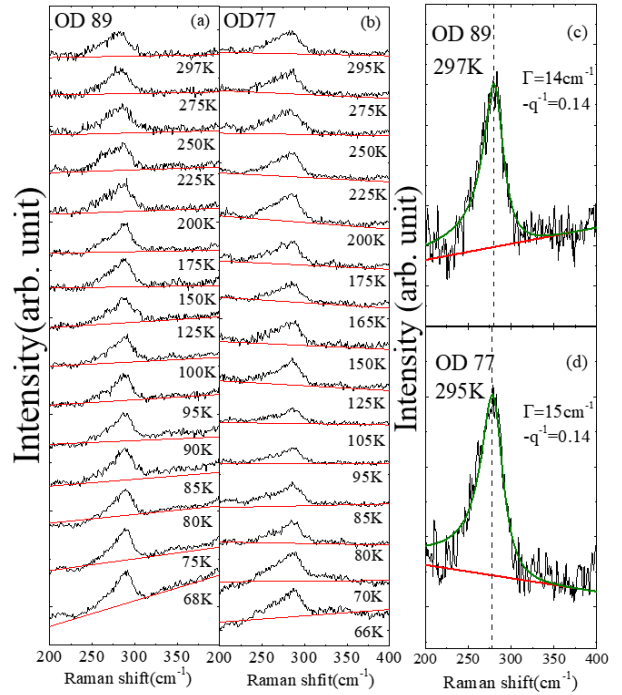 Intensity(arb. unit)
OD 89
(a)
297K
275K
250K
225K
200K
175K
150K
125K
100K
95K
90K
85K
80K
75K
68K
200
250
300
350
400
Raman shift(cm⁻¹)
OD77
(b)
295K
275K
250K
225K
200K
175K
165K
150K
125K
105K
95K
85K
80K
70K
66K
250
300
350
400
Raman shfit(cm⁻¹)
Intensity (arb. unit)
OD 89
(c)
297K
Γ=14cm⁻¹
-q⁻¹=0.14
OD 77
(d)
295K
Γ=15cm⁻¹
-q⁻¹=0.14
200
250
300
350
400
Raman shift(cm⁻¹)